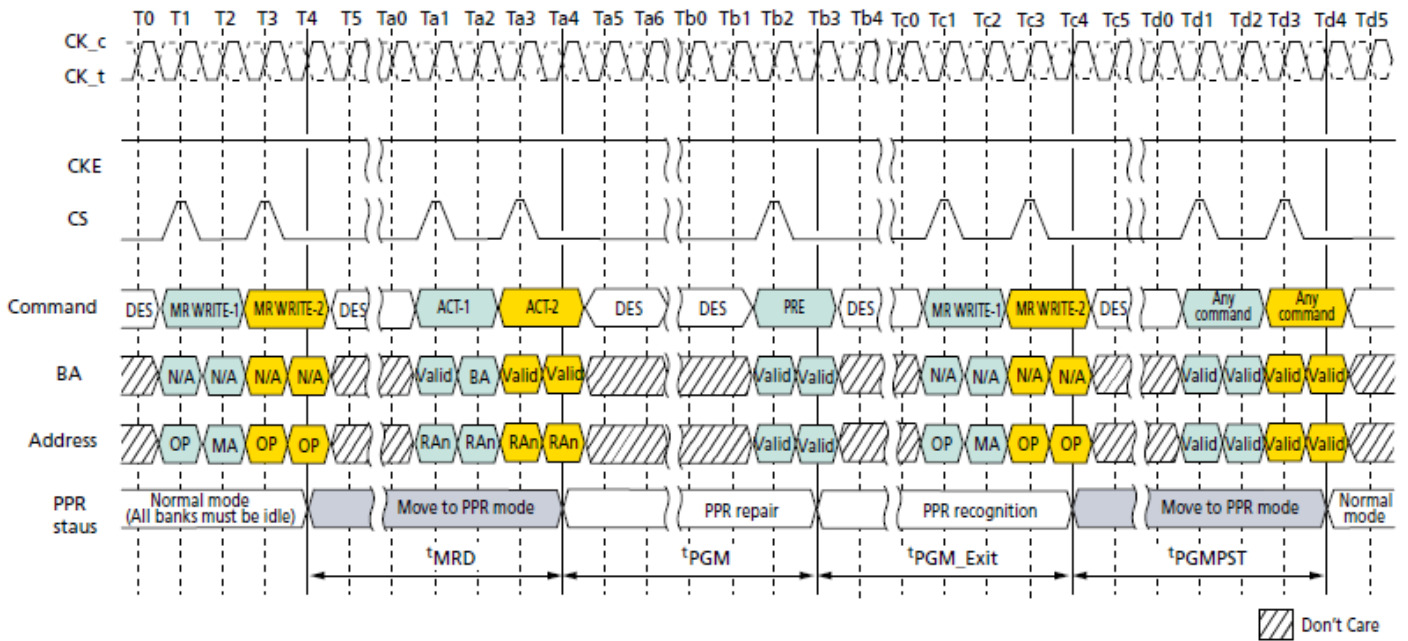 T0 T1 T2 T3 T4 T5 Ta0 Ta1 Ta2 Ta3 Ta4 Ta5 Ta6 Tb0 Tb1 Tb2 Tb3 Tb4 Tc0 Tc1 Tc2 Tc3 Tc4 Tc5 Td0 Td1 Td2 Td3 Td4 Td5
CK_c
CK_t
CKE
CS
Command DES MR WRITE-1 MR WRITE-2 DES ACT-1 ACT-2 DES DES PRE DES MR WRITE-1 MR WRITE-2 DES Any command Any command
BA N/A N/A N/A N/A Valid BA Valid Valid Valid Valid N/A N/A N/A N/A Valid Valid Valid Valid
Address OP MA OP OP RAn RAn RAn RAn Valid Valid OP MA OP OP Valid Valid Valid Valid
PPR staus Normal mode (All banks must be idle) Move to PPR mode PPR repair PPR recognition Move to PPR mode Normal mode
tMRD tPGM tPGM_Exit tPGMPST
Don't Care